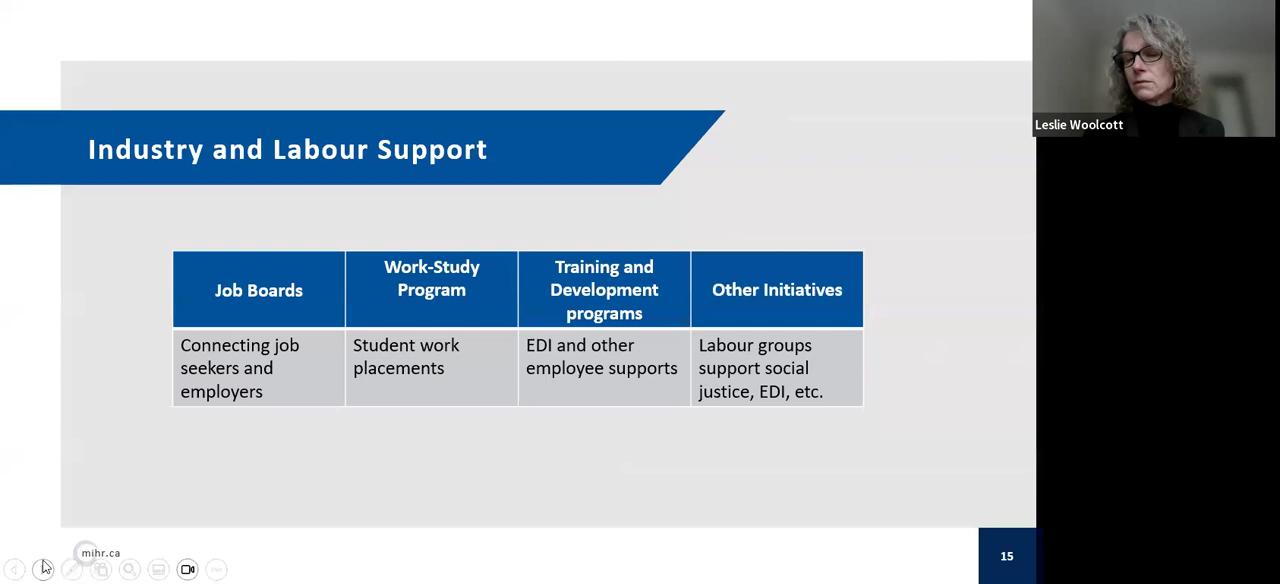 Leslie Woolcott
Industry and Labour Support
Job Boards
Work-Study
Program
Training and
Development
programs
Other Initiatives
Connecting job
seekers and
employers
Student work
placements
EDI and other
employee supports
Labour groups
support social
justice, EDI, etc.
mihr.ca
15